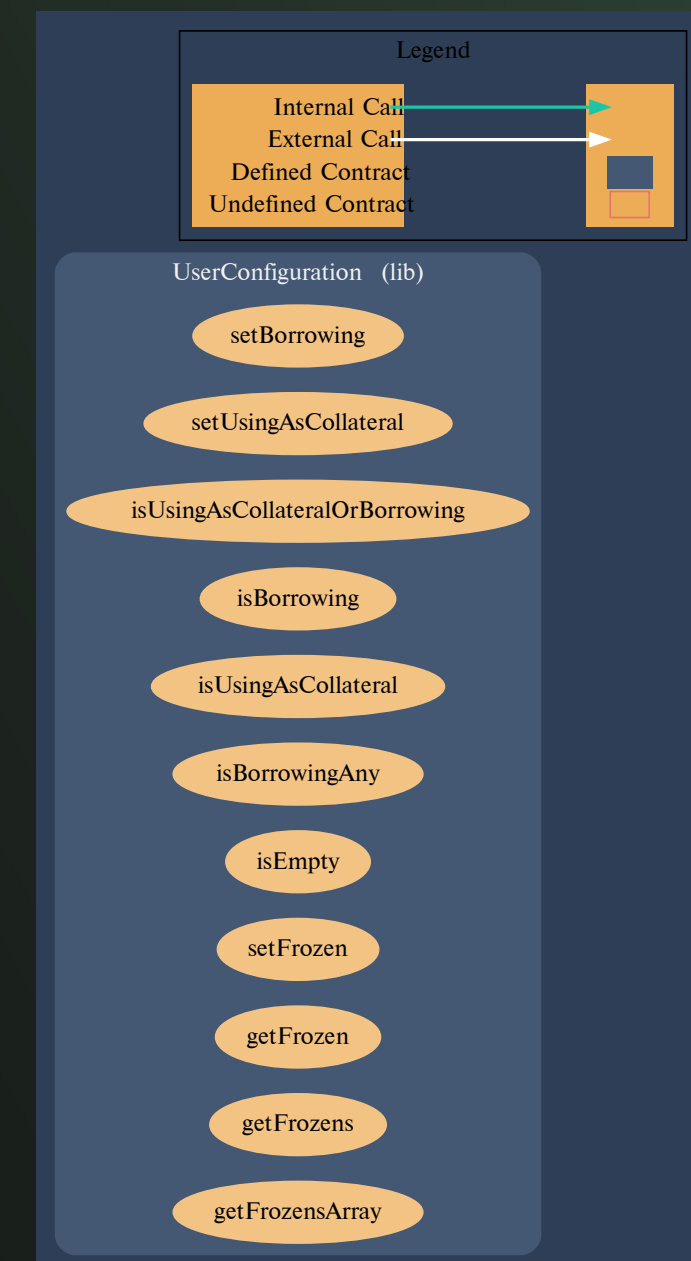 Legend
Internal Call
External Call
Defined Contract
Undefined Contract
UserConfiguration (lib)
setBorrowing
setUsingAsCollateral
isUsingAsCollateralOrBorrowing
isBorrowing
isUsingAsCollateral
isBorrowingAny
isEmpty
setFrozen
getFrozen
getFrozens
getFrozensArray